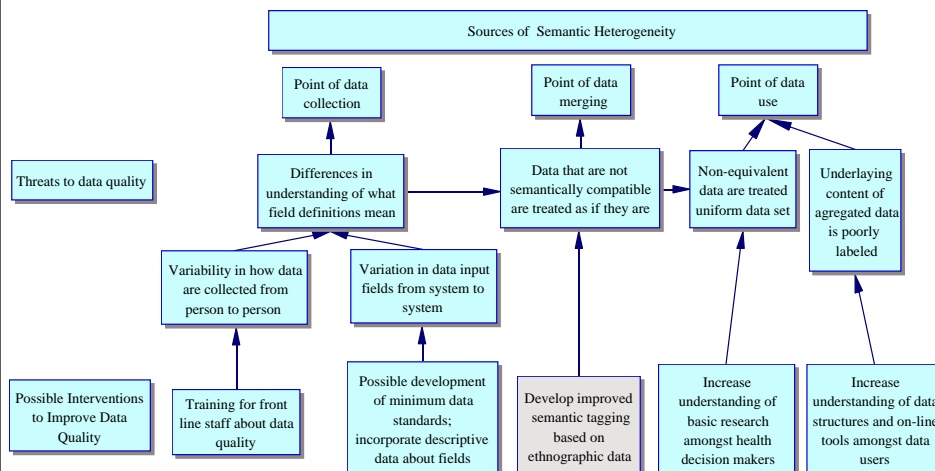 Sources of Semantic Heterogeneity
Point of data
collection
Point of data
merging
Point of data
use
Threats to data quality
Differences in
understanding of what
field definitions mean
Data that are not
semantically compatible
are treated as if they are
Non-equivalent
data are treated
uniform data set
Underlaying
content of
agregated data
is poorly
labeled
Variability in how data
are collected from
person to person
Variation in data input
fields from system to
system
Possible Interventions
to Improve Data
Quality
Training for front
line staff about data
quality
Possible development
of minimum data
standards;
incorporate descriptive
data about fields
Develop improved
semantic tagging
based on
ethnographic data
Increase
understanding of
basic research
amongst health
decision makers
Increase
understanding of data
structures and on-line
tools amongst data
users